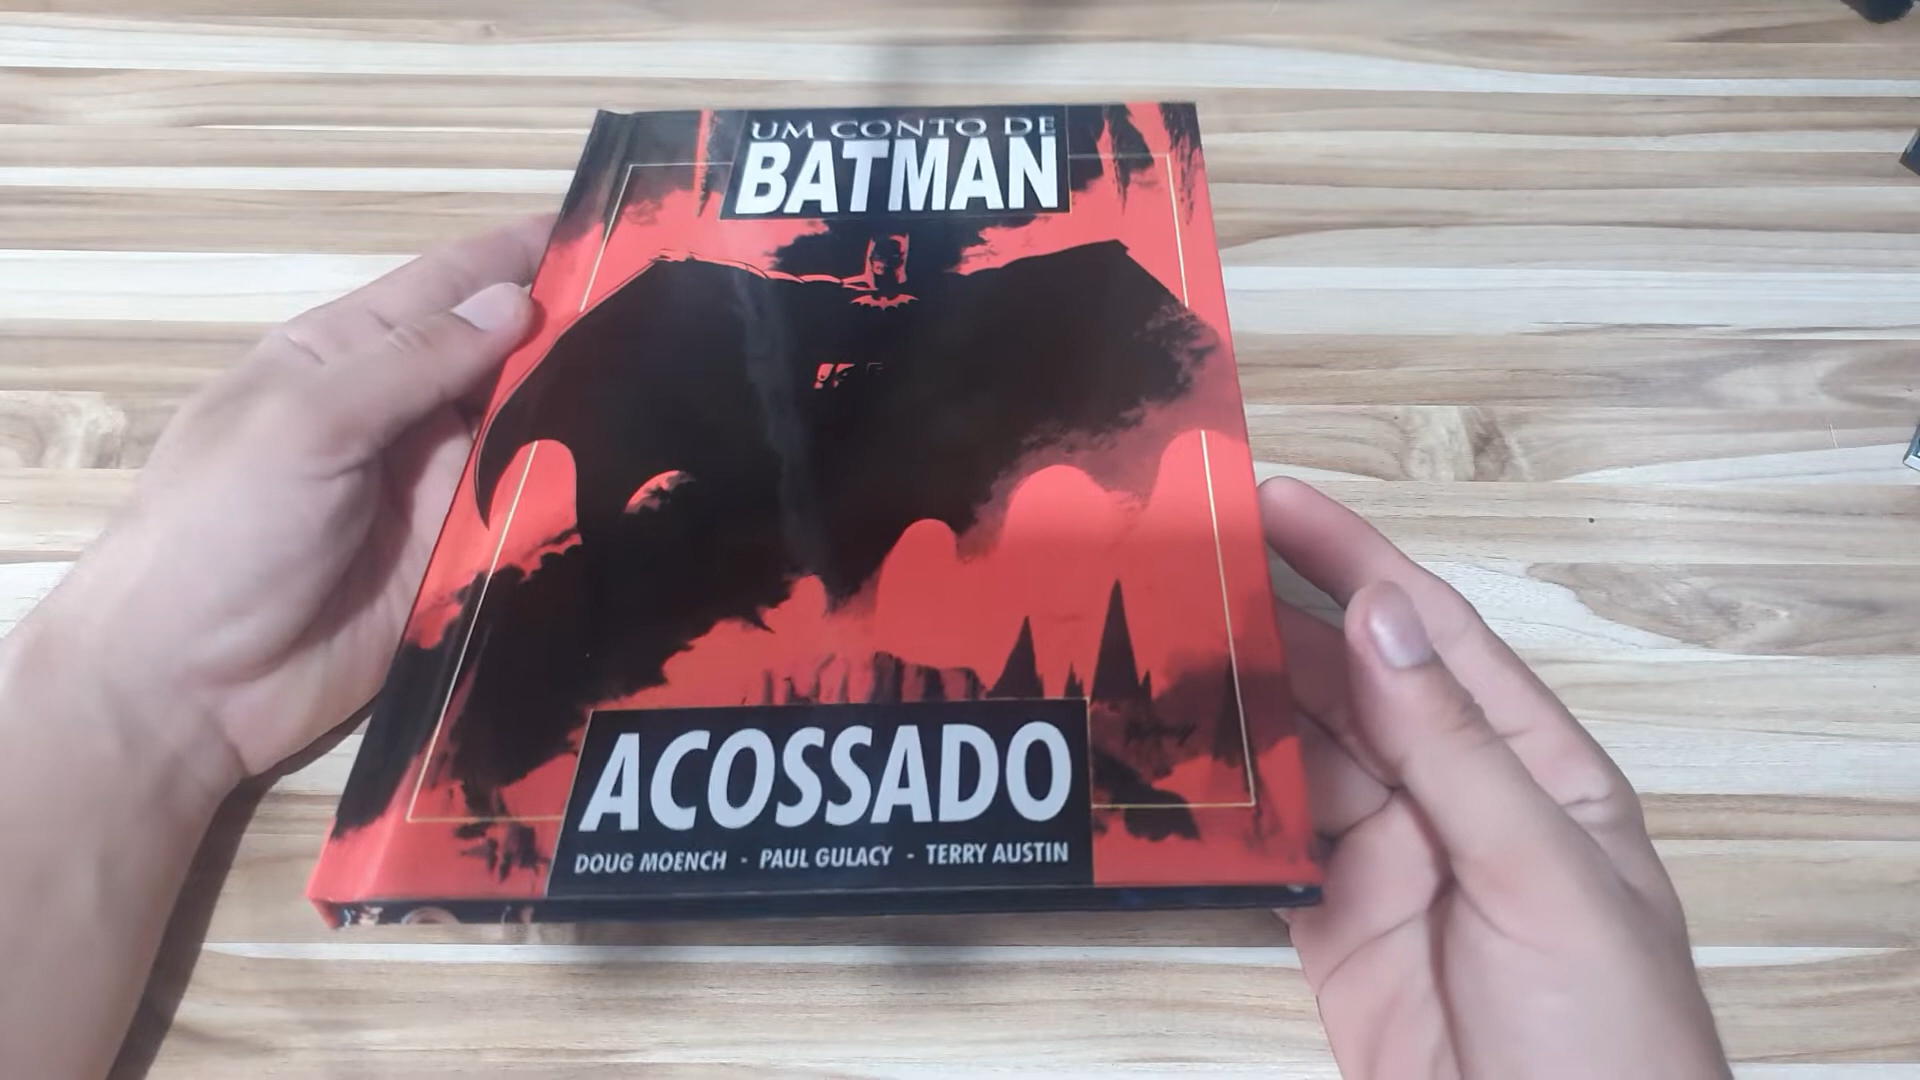 UM CONTO DE
BATMAN
ACOSSADO
DOUG MOENCH - PAUL GULACY - TERRY AUSTIN